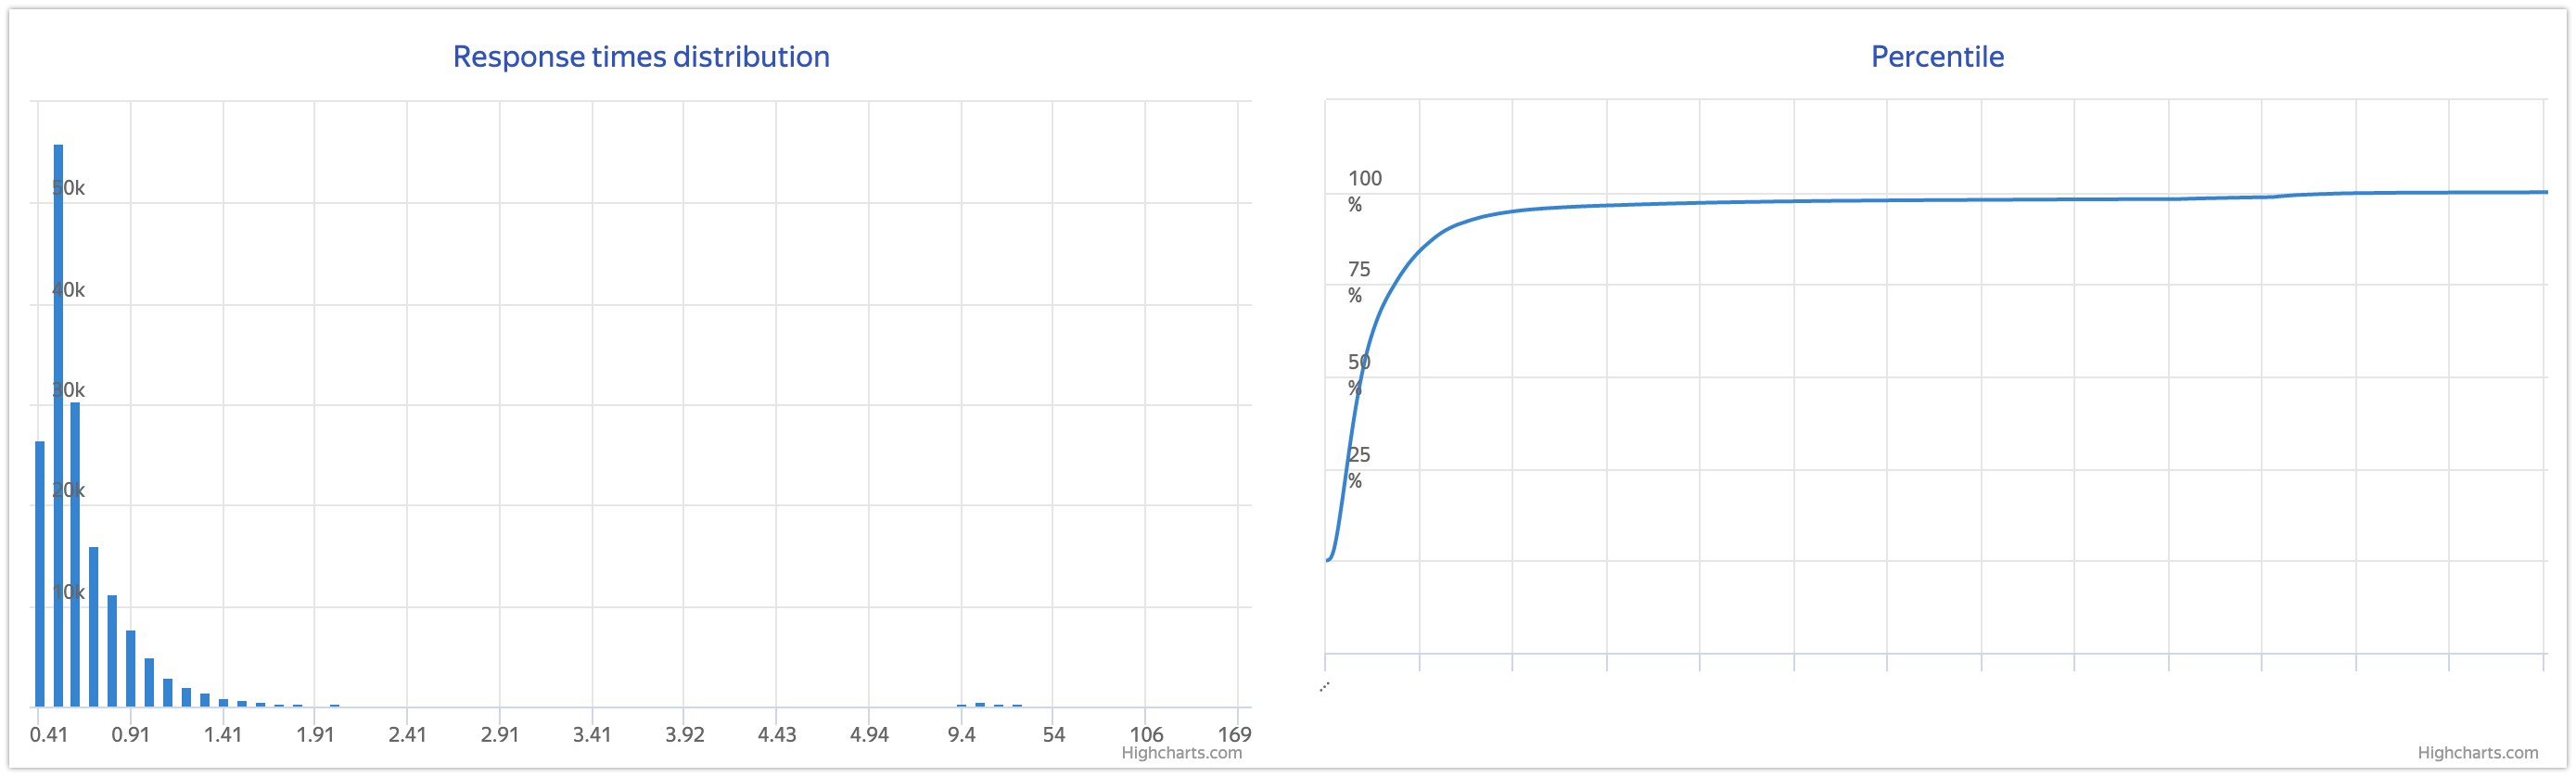 Response times distribution
50k
40k
30k
20k
10k
0.41 0.91 1.41 1.91 2.41 2.91 3.41 3.92 4.43 4.94 9.4 54 106 169
Highcharts.com
Percentile
100
%
75
%
50
%
25
%
...
Highcharts.com